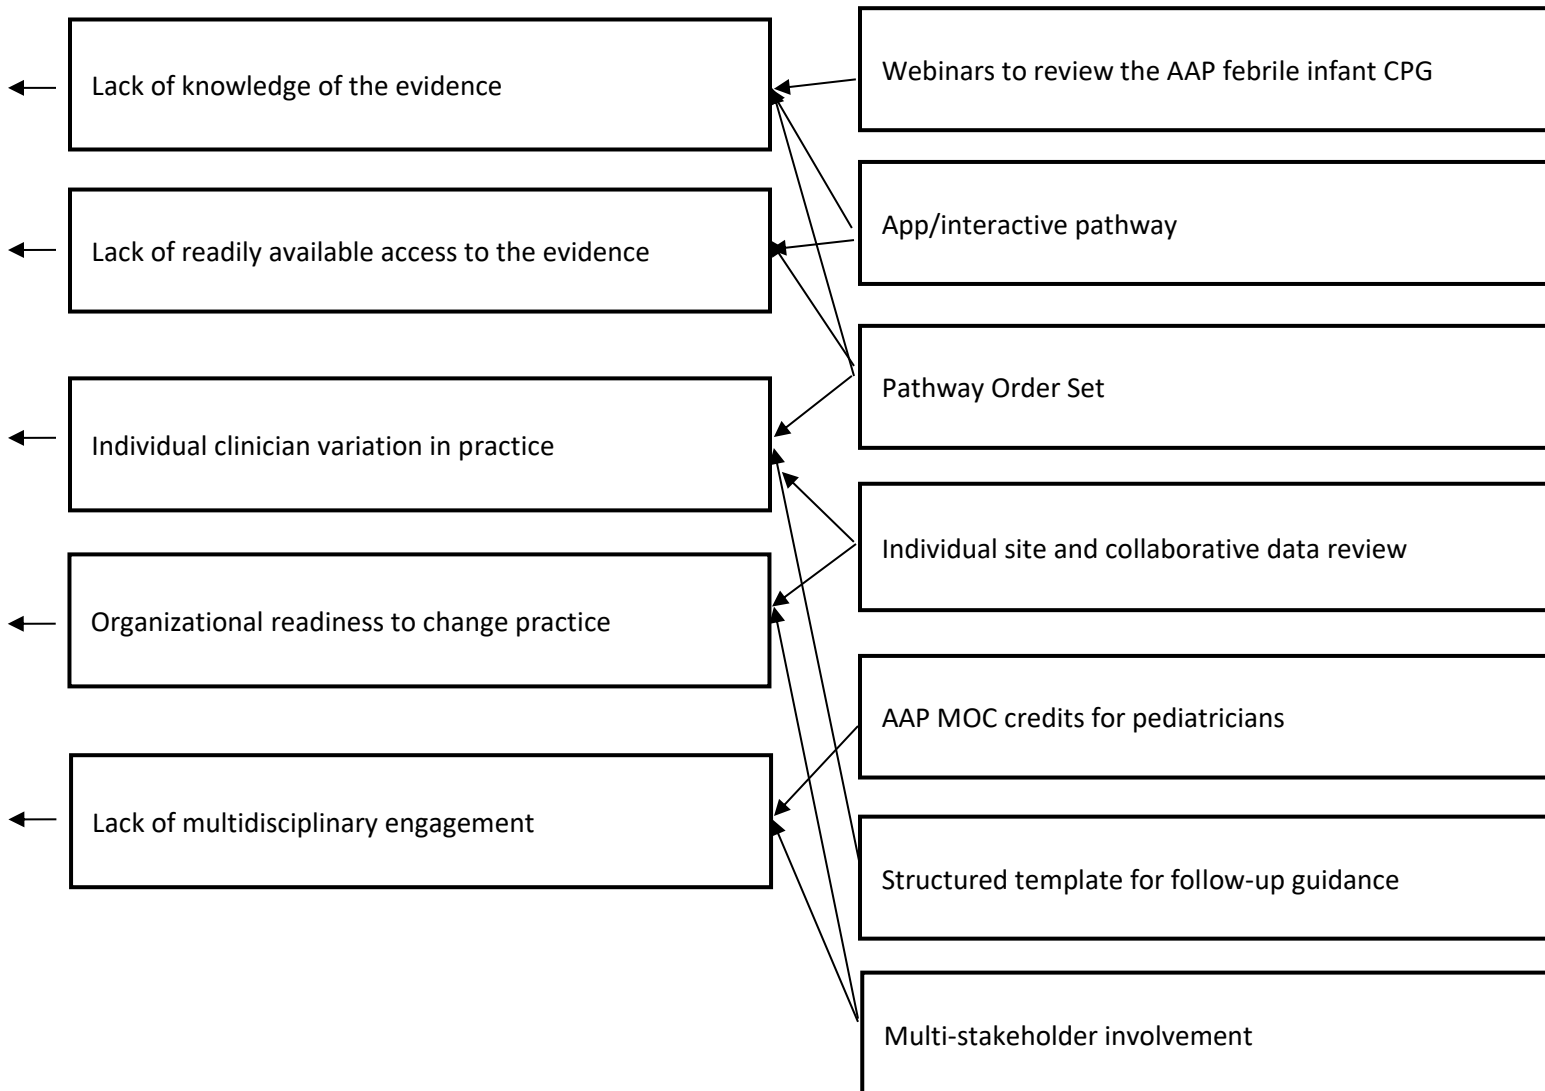 Lack of knowledge of the evidence
Lack of readily available access to the evidence
Individual clinician variation in practice
Organizational readiness to change practice
Lack of multidisciplinary engagement
Webinars to review the AAP febrile infant CPG
App/interactive pathway
Pathway Order Set
Individual site and collaborative data review
AAP MOC credits for pediatricians
Structured template for follow-up guidance
Multi-stakeholder involvement